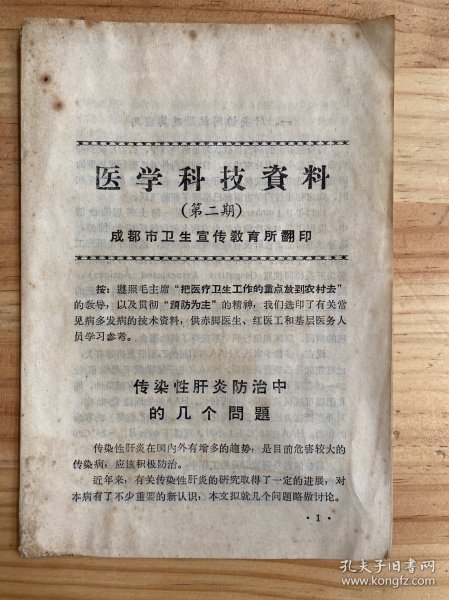 医学科技資料
(第二期)
成都市卫生宣传教育所翻印
按：遵照毛主席“把医疗卫生工作的重点放到农村去”
的教导，以及贯彻“預防为主”的精神，我们选印了有关常
见病多发病的技术資料，供赤脚医生、红医工和基层医务人
员学习参考。
传染性肝炎防治中
的几个問題
传染性肝炎在国内外有增多的趋势，是目前危害较大的
传染病，应该积极防治。
近年来，有关传染性肝炎的研究取得了一定的进展，对
本病有了不少重要的新认识，本文拟就几个问题略做讨论。
· 1 ·
孔夫子旧书网
www.kongfz.com